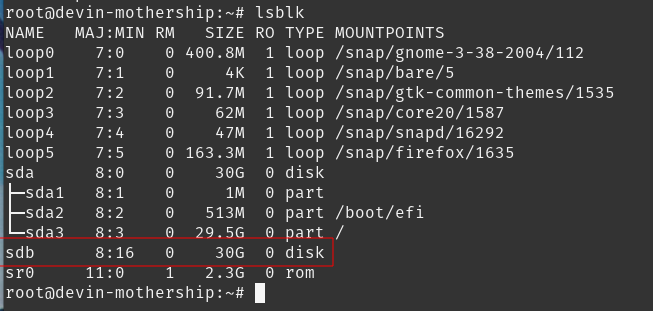 root@devin-mothership:~# lsblk
NAME   MAJ:MIN RM   SIZE RO TYPE MOUNTPOINTS
loop0    7:0    0 400.8M  1 loop /snap/gnome-3-38-2004/112
loop1    7:1    0     4K  1 loop /snap/bare/5
loop2    7:2    0  91.7M  1 loop /snap/gtk-common-themes/1535
loop3    7:3    0    62M  1 loop /snap/core20/1587
loop4    7:4    0    47M  1 loop /snap/snapd/16292
loop5    7:5    0 163.3M  1 loop /snap/firefox/1635
sda      8:0    0    30G  0 disk
├─sda1   8:1    0     1M  0 part
├─sda2   8:2    0   513M  0 part /boot/efi
└─sda3   8:3    0  29.5G  0 part /
sdb      8:16   0    30G  0 disk
sr0     11:0    1   2.3G  0 rom
root@devin-mothership:~#